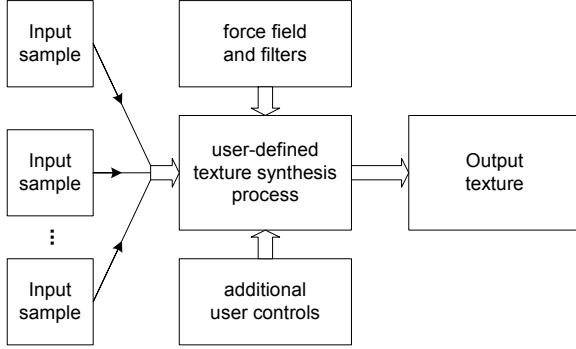 Input
sample
force field
and filters
Input
sample
user-defined
texture synthesis
process
Output
texture
...
Input
sample
additional
user controls